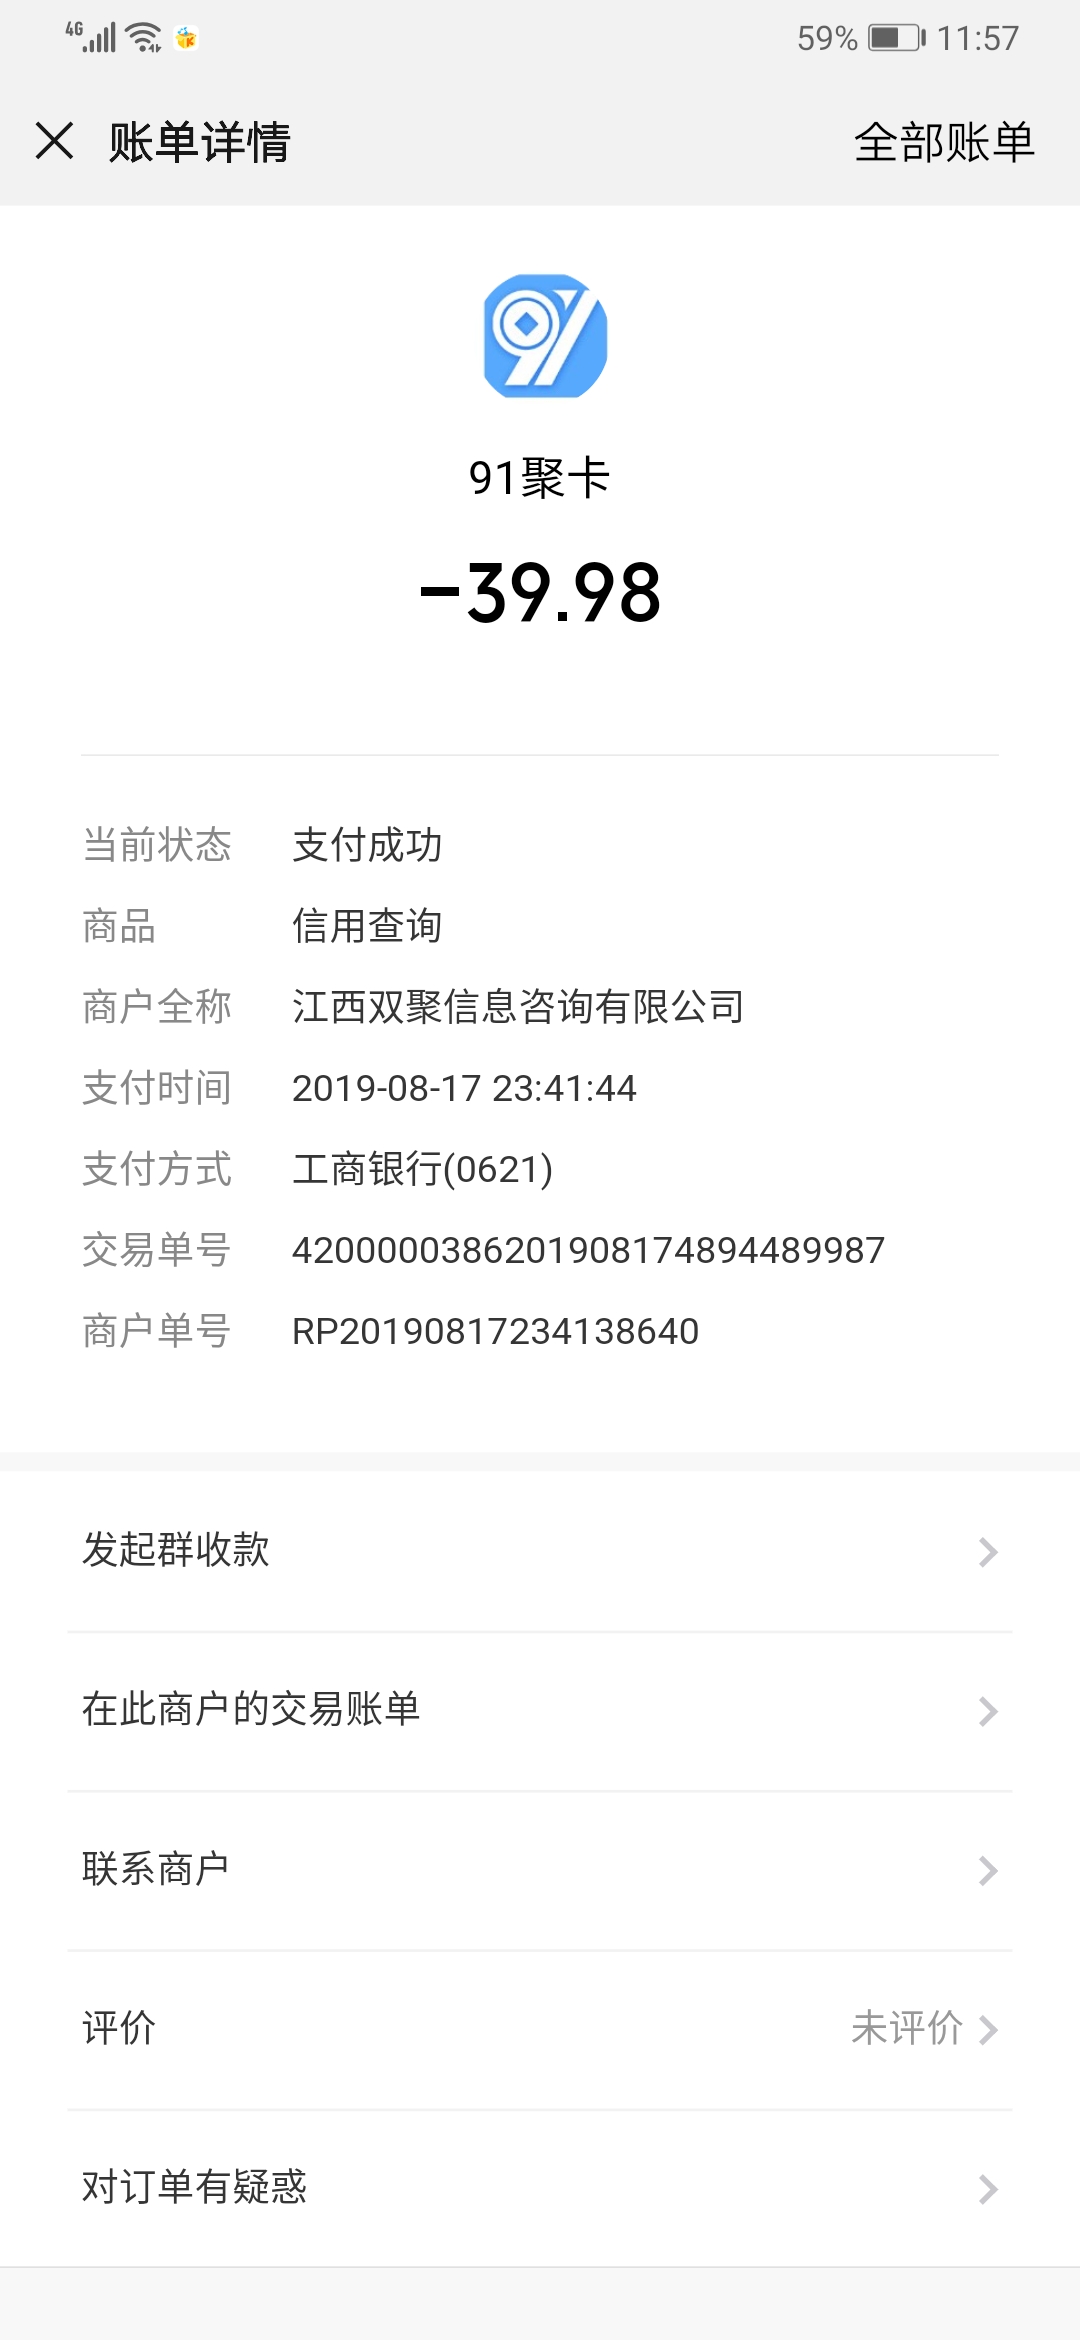 4G 59% 11:57
账单详情 全部账单
91
91聚卡
-39.98
当前状态 支付成功
商品 信用查询
商户全称 江西双聚信息咨询有限公司
支付时间 2019-08-17 23:41:44
支付方式 工商银行(0621)
交易单号 4200000386201908174894489987
商户单号 RP20190817234138640
发起群收款
在此商户的交易账单
联系商户
评价 未评价
对订单有疑惑